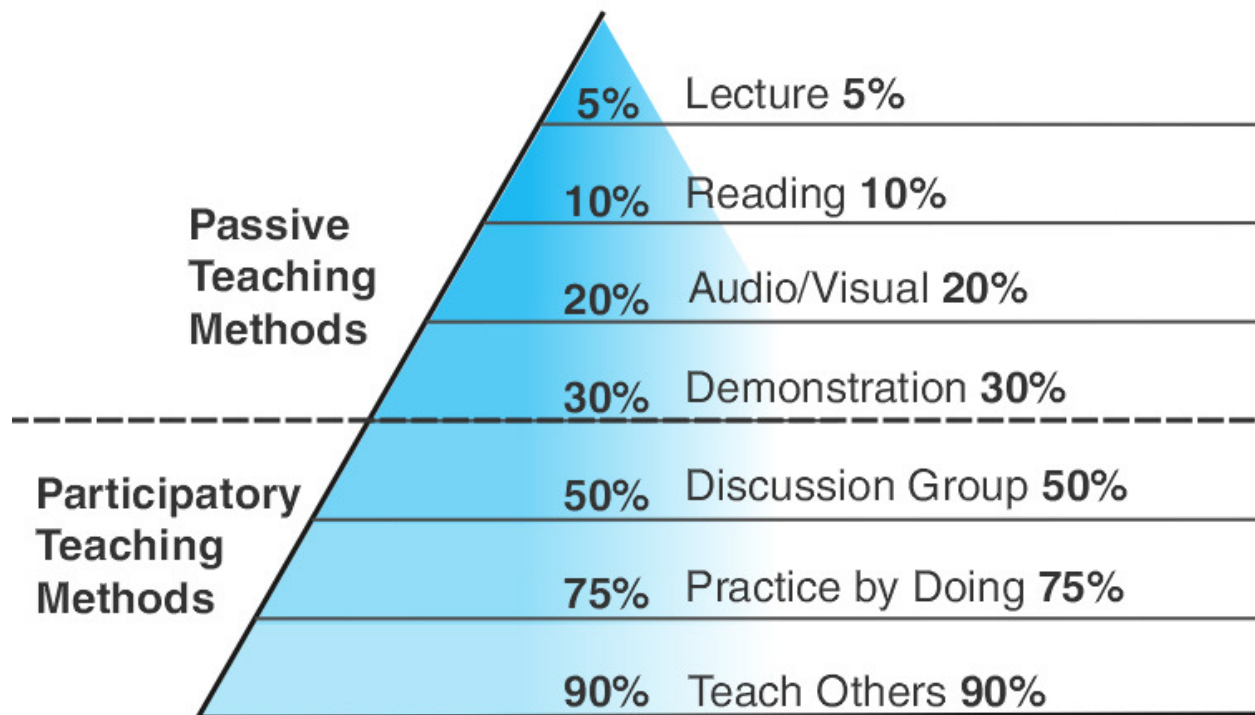 5% Lecture 5%
10% Reading 10%
Passive
Teaching
Methods
20% Audio/Visual 20%
30% Demonstration 30%
Participatory
Teaching
Methods
50% Discussion Group 50%
75% Practice by Doing 75%
90% Teach Others 90%